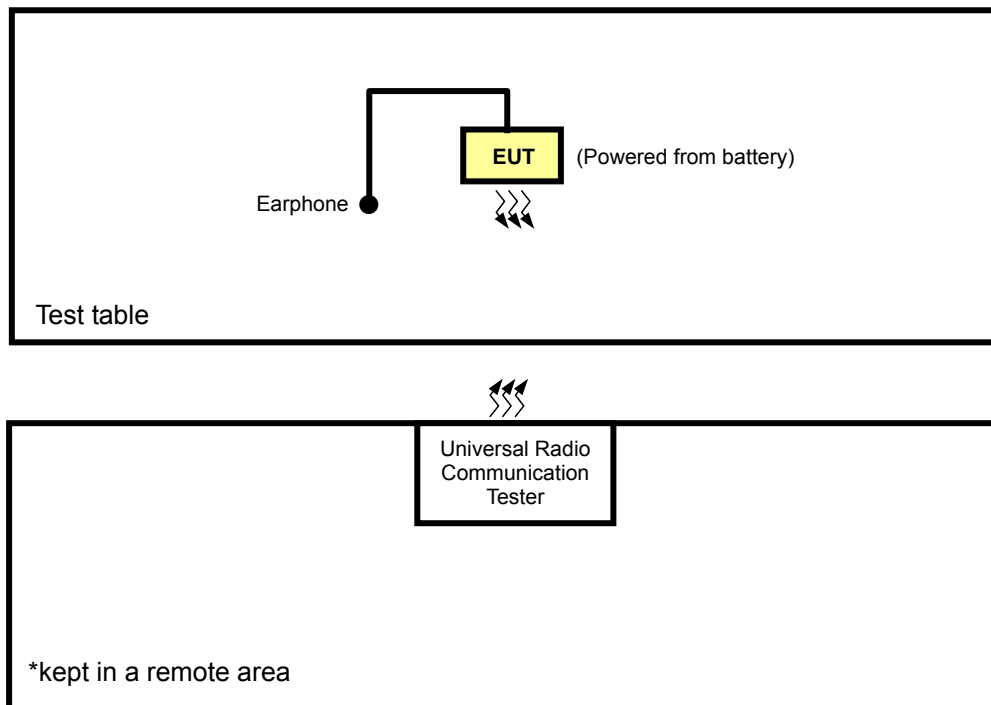 EUT
(Powered from battery)
Earphone
Test table
Universal Radio
Communication
Tester
*kept in a remote area